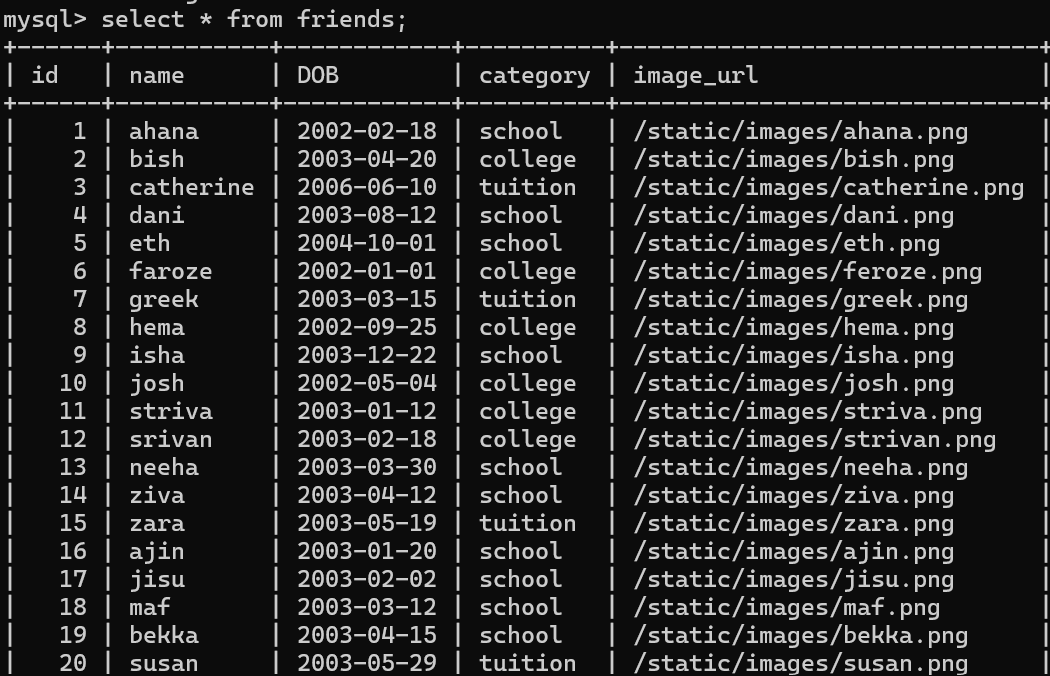 mysql> select * from friends;
+------+-----------+------------+----------+------------------------------+
| id   | name      | DOB        | category | image_url                    |
+------+-----------+------------+----------+------------------------------+
|    1 | ahana     | 2002-02-18 | school   | /static/images/ahana.png     |
|    2 | bish      | 2003-04-20 | college  | /static/images/bish.png      |
|    3 | catherine | 2006-06-10 | tuition  | /static/images/catherine.png |
|    4 | dani      | 2003-08-12 | school   | /static/images/dani.png      |
|    5 | eth       | 2004-10-01 | school   | /static/images/eth.png       |
|    6 | faroze    | 2002-01-01 | college  | /static/images/feroze.png    |
|    7 | greek     | 2003-03-15 | tuition  | /static/images/greek.png     |
|    8 | hema      | 2002-09-25 | college  | /static/images/hema.png      |
|    9 | isha      | 2003-12-22 | school   | /static/images/isha.png      |
|   10 | josh      | 2002-05-04 | college  | /static/images/josh.png      |
|   11 | striva    | 2003-01-12 | college  | /static/images/striva.png    |
|   12 | srivan    | 2003-02-18 | college  | /static/images/strivan.png   |
|   13 | neeha     | 2003-03-30 | school   | /static/images/neeha.png     |
|   14 | ziva      | 2003-04-12 | school   | /static/images/ziva.png      |
|   15 | zara      | 2003-05-19 | tuition  | /static/images/zara.png      |
|   16 | ajin      | 2003-01-20 | school   | /static/images/ajin.png      |
|   17 | jisu      | 2003-02-02 | school   | /static/images/jisu.png      |
|   18 | maf       | 2003-03-12 | school   | /static/images/maf.png       |
|   19 | bekka     | 2003-04-15 | school   | /static/images/bekka.png     |
|   20 | susan     | 2003-05-29 | tuition  | /static/images/susan.png     |